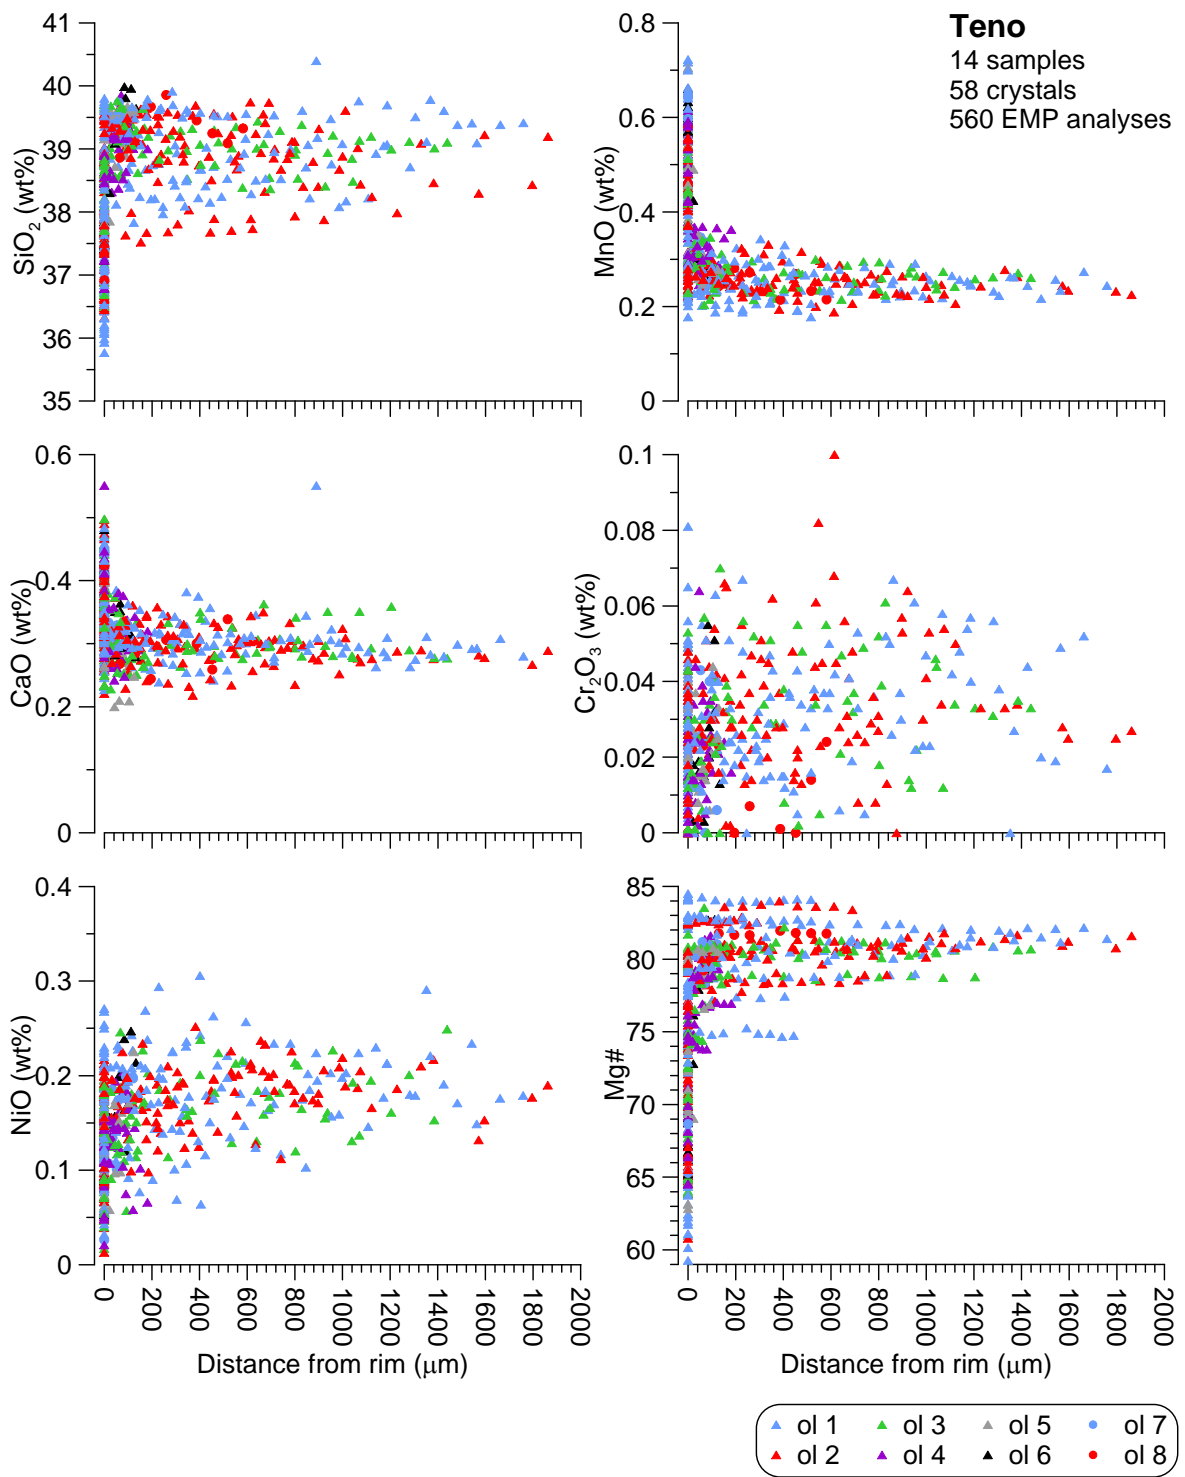 Teno
14 samples
58 crystals
560 EMP analyses
41
40
39
38
37
36
35
SiO₂ (wt%)
0.8
0.6
0.4
0.2
0
MnO (wt%)
0.6
0.4
0.2
0
CaO (wt%)
0.1
0.08
0.06
0.04
0.02
0
Cr₂O₃ (wt%)
0.4
0.3
0.2
0.1
0
NiO (wt%)
85
80
75
70
65
60
Mg#
0 200 400 600 800 1000 1200 1400 1600 1800 2000
Distance from rim (μm)
0 200 400 600 800 1000 1200 1400 1600 1800 2000
Distance from rim (μm)
ol 1 ol 3 ol 5 ol 7
ol 2 ol 4 ol 6 ol 8